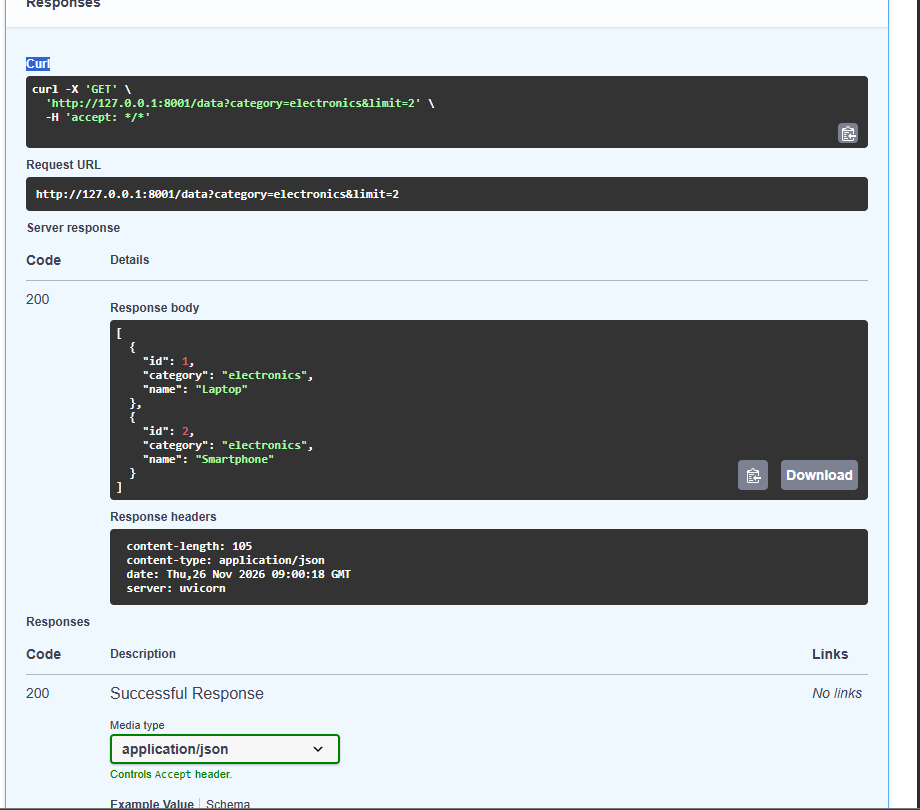 Responses
Curl
curl -X 'GET' \
  'http://127.0.0.1:8001/data?category=electronics&limit=2' \
  -H 'accept: */*'
Request URL
http://127.0.0.1:8001/data?category=electronics&limit=2
Server response
Code Details
200
Response body
[
  {
    "id": 1,
    "category": "electronics",
    "name": "Laptop"
  },
  {
    "id": 2,
    "category": "electronics",
    "name": "Smartphone"
  }
]
Download
Response headers
content-length: 105
content-type: application/json
date: Thu,26 Nov 2026 09:00:18 GMT
server: uvicorn
Responses
Code Description Links
200 Successful Response No links
Media type
application/json
Controls Accept header.
Example Value Schema